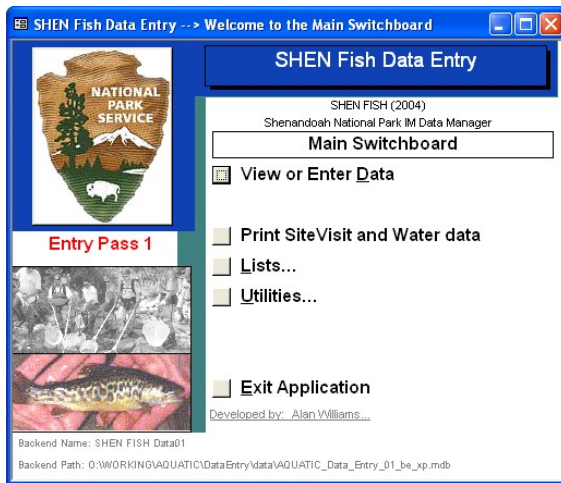 SHEN Fish Data Entry --> Welcome to the Main Switchboard
NATIONAL
PARK
SERVICE
SHEN Fish Data Entry
SHEN FISH (2004)
Shenandoah National Park IM Data Manager
Main Switchboard
View or Enter Data
Entry Pass 1
Print SiteVisit and Water data
Lists...
Utilities...
Exit Application
Developed by: Alan Williams...
Backend Name: SHEN FISH Data01
Backend Path: O:\WORKING\AQUATIC\DataEntry\data\AQUATIC_Data_Entry_01_be_xp.mdb